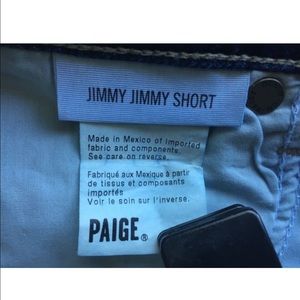 JIMMY JIMMY SHORT
Made in Mexico of imported
fabric and components.
See care on reverse.
Fabriqué aux Mexique à partir
de tissus et composants
importés
Voir le soin sur l'inverse.
PAIGE®